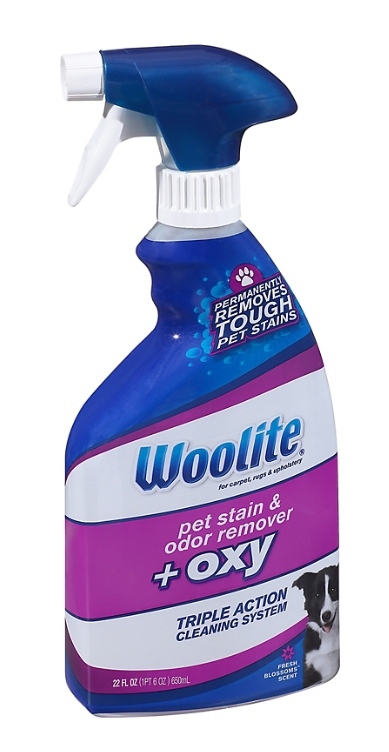 PERMANENTLY
REMOVES
TOUGH
PET STAINS
Woolite®
for carpet, rugs & upholstery
pet stain &
odor remover
+ oxy
TRIPLE ACTION
CLEANING SYSTEM
FRESH
BLOSSOMS™
SCENT
22 FL OZ (1PT 6 OZ) 650mL